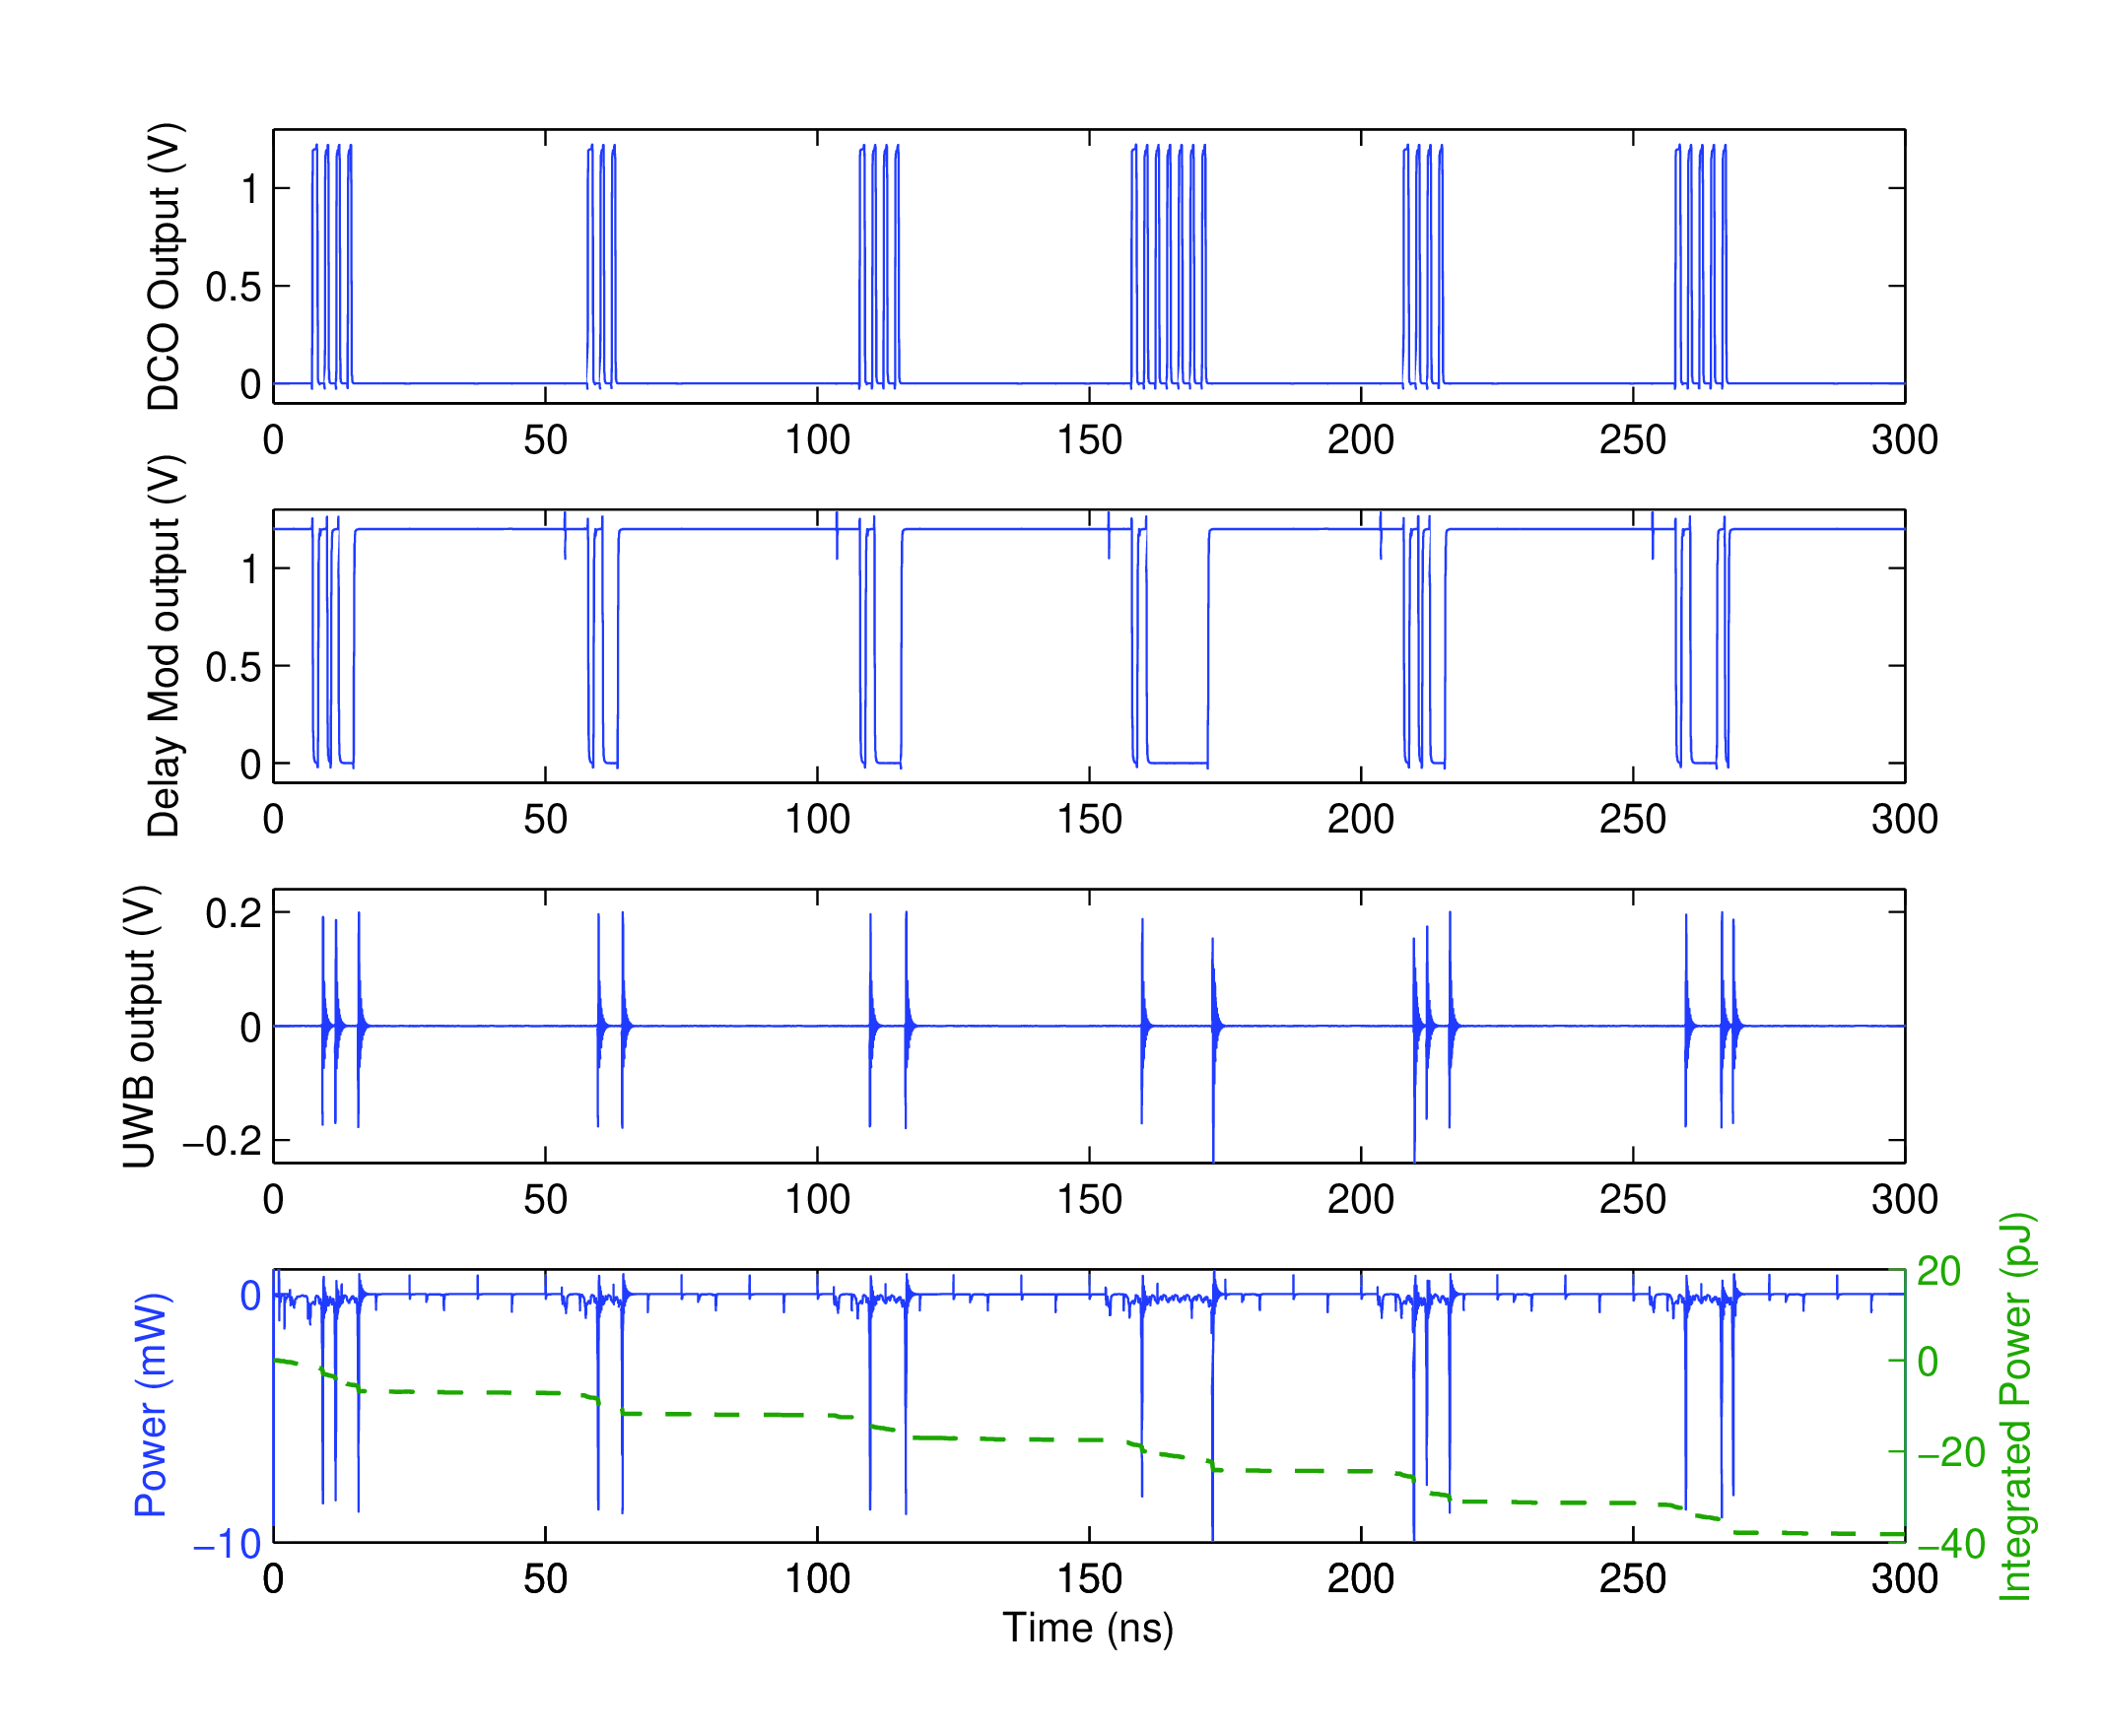 DCO Output (V)
1
0.5
0
0 50 100 150 200 250 300
Delay Mod output (V)
1
0.5
0
0 50 100 150 200 250 300
UWB output (V)
0.2
0
−0.2
0 50 100 150 200 250 300
Power (mW)
0
−10
Integrated Power (pJ)
20
0
−20
−40
0 50 100 150 200 250 300
Time (ns)